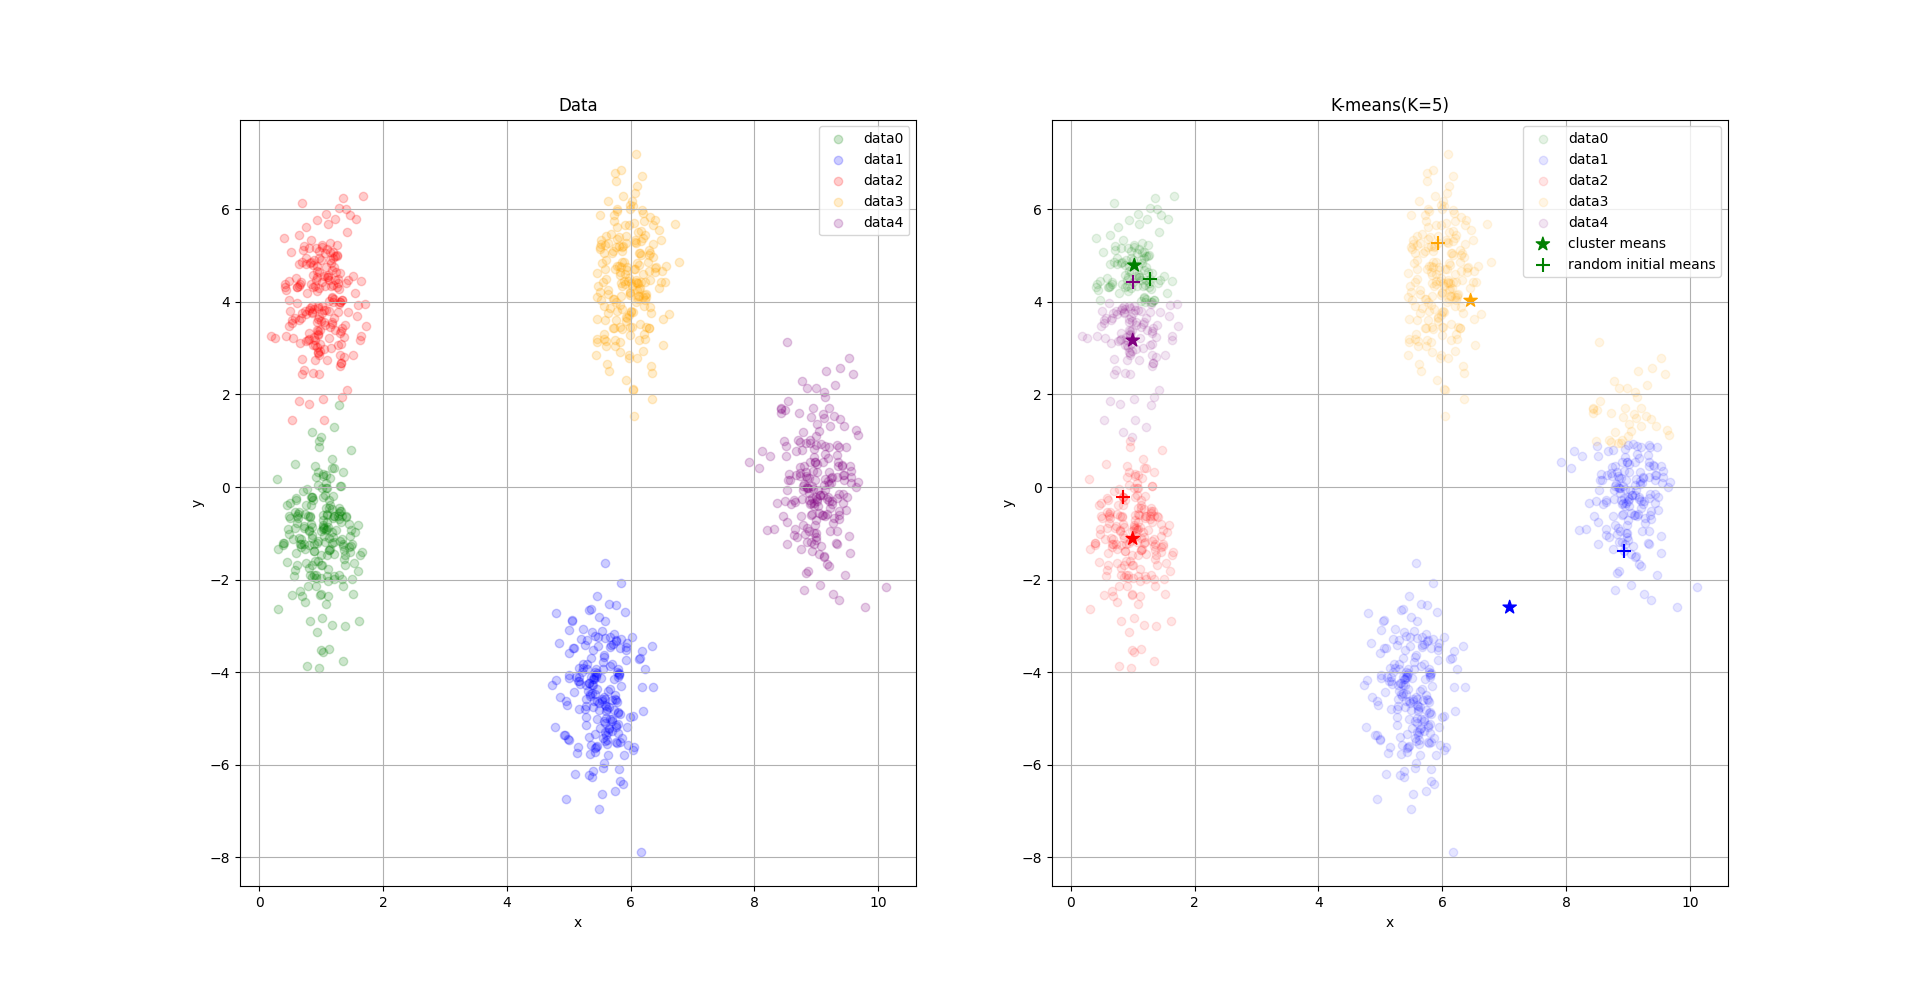 Data
data0
data1
data2
data3
data4
6
4
2
0
−2
−4
−6
−8
y
0 2 4 6 8 10
x
K-means(K=5)
data0
data1
data2
data3
data4
cluster means
random initial means
6
4
2
0
−2
−4
−6
−8
y
0 2 4 6 8 10
x